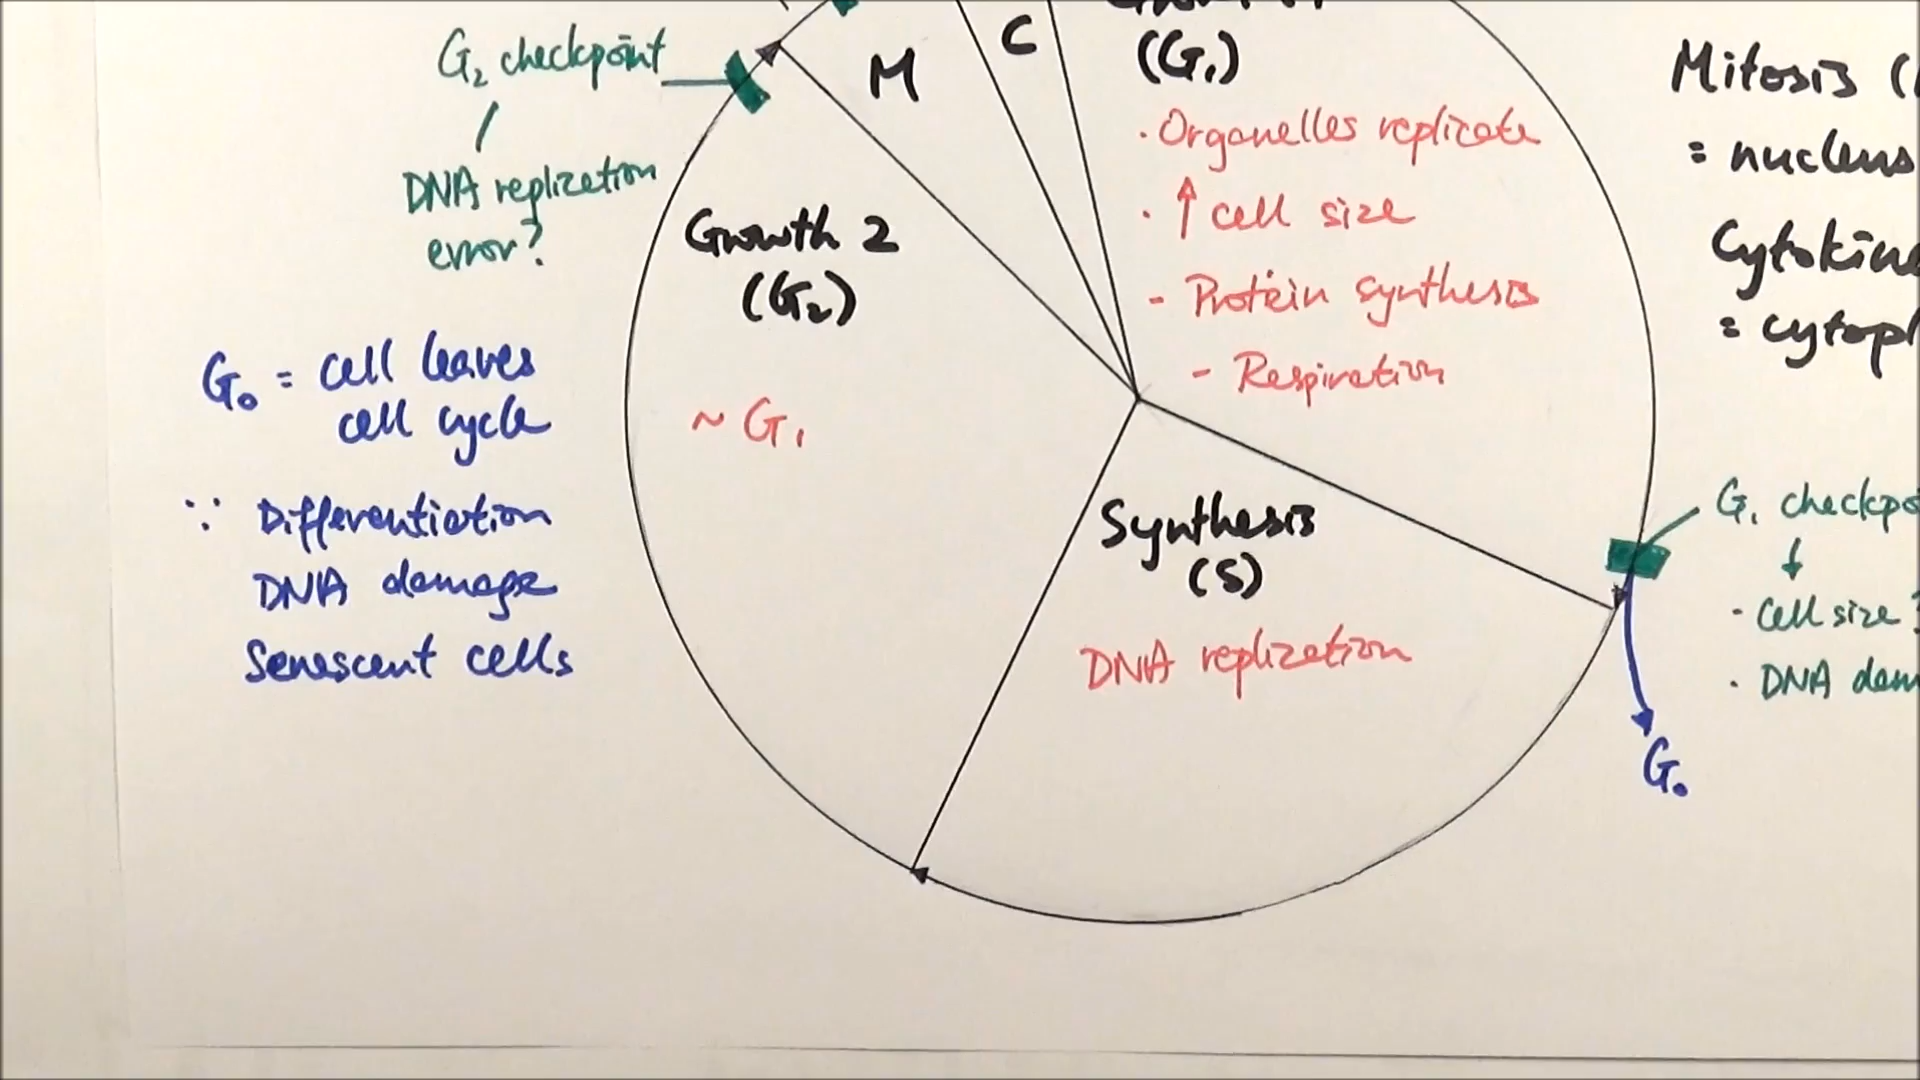 G2 checkpoint
DNA replication
error?
G0 = cell leaves
cell cycle
∵ Differentiation
DNA damage
Senescent cells
M
C
(G1)
· Organelles replicate
· ↑ cell size
- Protein synthesis
- Respiration
Growth 2
(G2)
~ G1
Synthesis
(S)
DNA replication
Mitosis (
= nucleus
Cytokine
= cytopl
G1 checkpo
· Cell size?
· DNA dam
G0